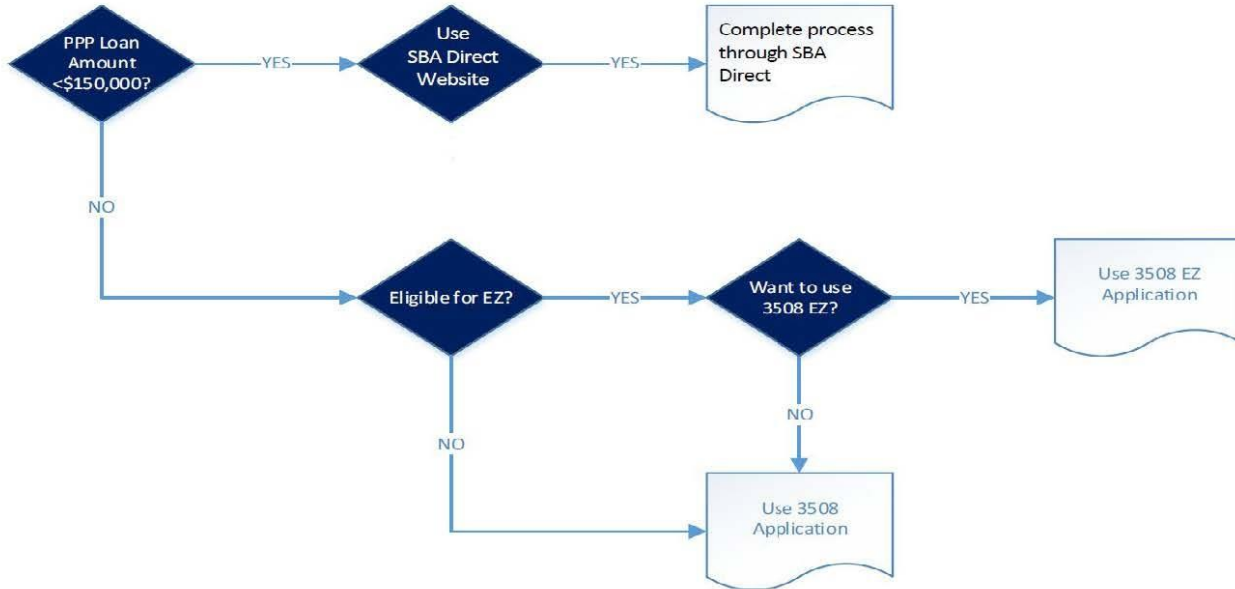 PPP Loan
Amount
<$150,000?
YES
Use
SBA Direct
Website
YES
Complete process
through SBA
Direct
NO
Eligible for EZ?
YES
Want to use
3508 EZ?
YES
Use 3508 EZ
Application
NO
NO
Use 3508
Application